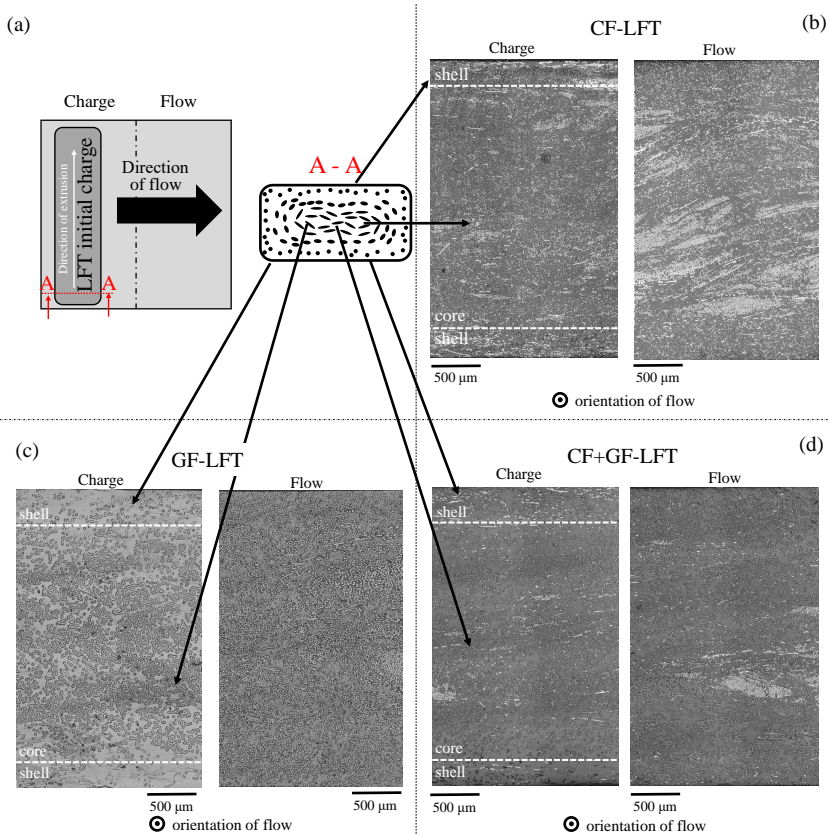 (a)
Charge Flow
Direction of extrusion
LFT initial charge
Direction
of flow
A A
A - A
(b)
CF-LFT
Charge Flow
shell
core
shell
500 μm 500 μm
orientation of flow
(c)
GF-LFT
Charge Flow
shell
core
shell
500 μm 500 μm
orientation of flow
(d)
CF+GF-LFT
Charge Flow
shell
core
shell
500 μm 500 μm
orientation of flow